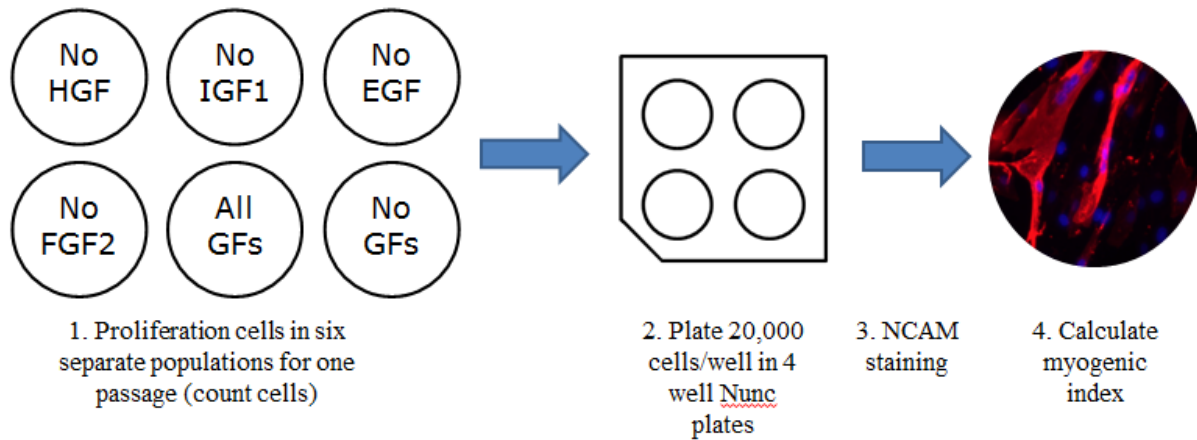 No
HGF
No
IGF1
No
EGF
No
FGF2
All
GFs
No
GFs
1. Proliferation cells in six
separate populations for one
passage (count cells)
2. Plate 20,000
cells/well in 4
well Nunc
plates
3. NCAM
staining
4. Calculate
myogenic
index